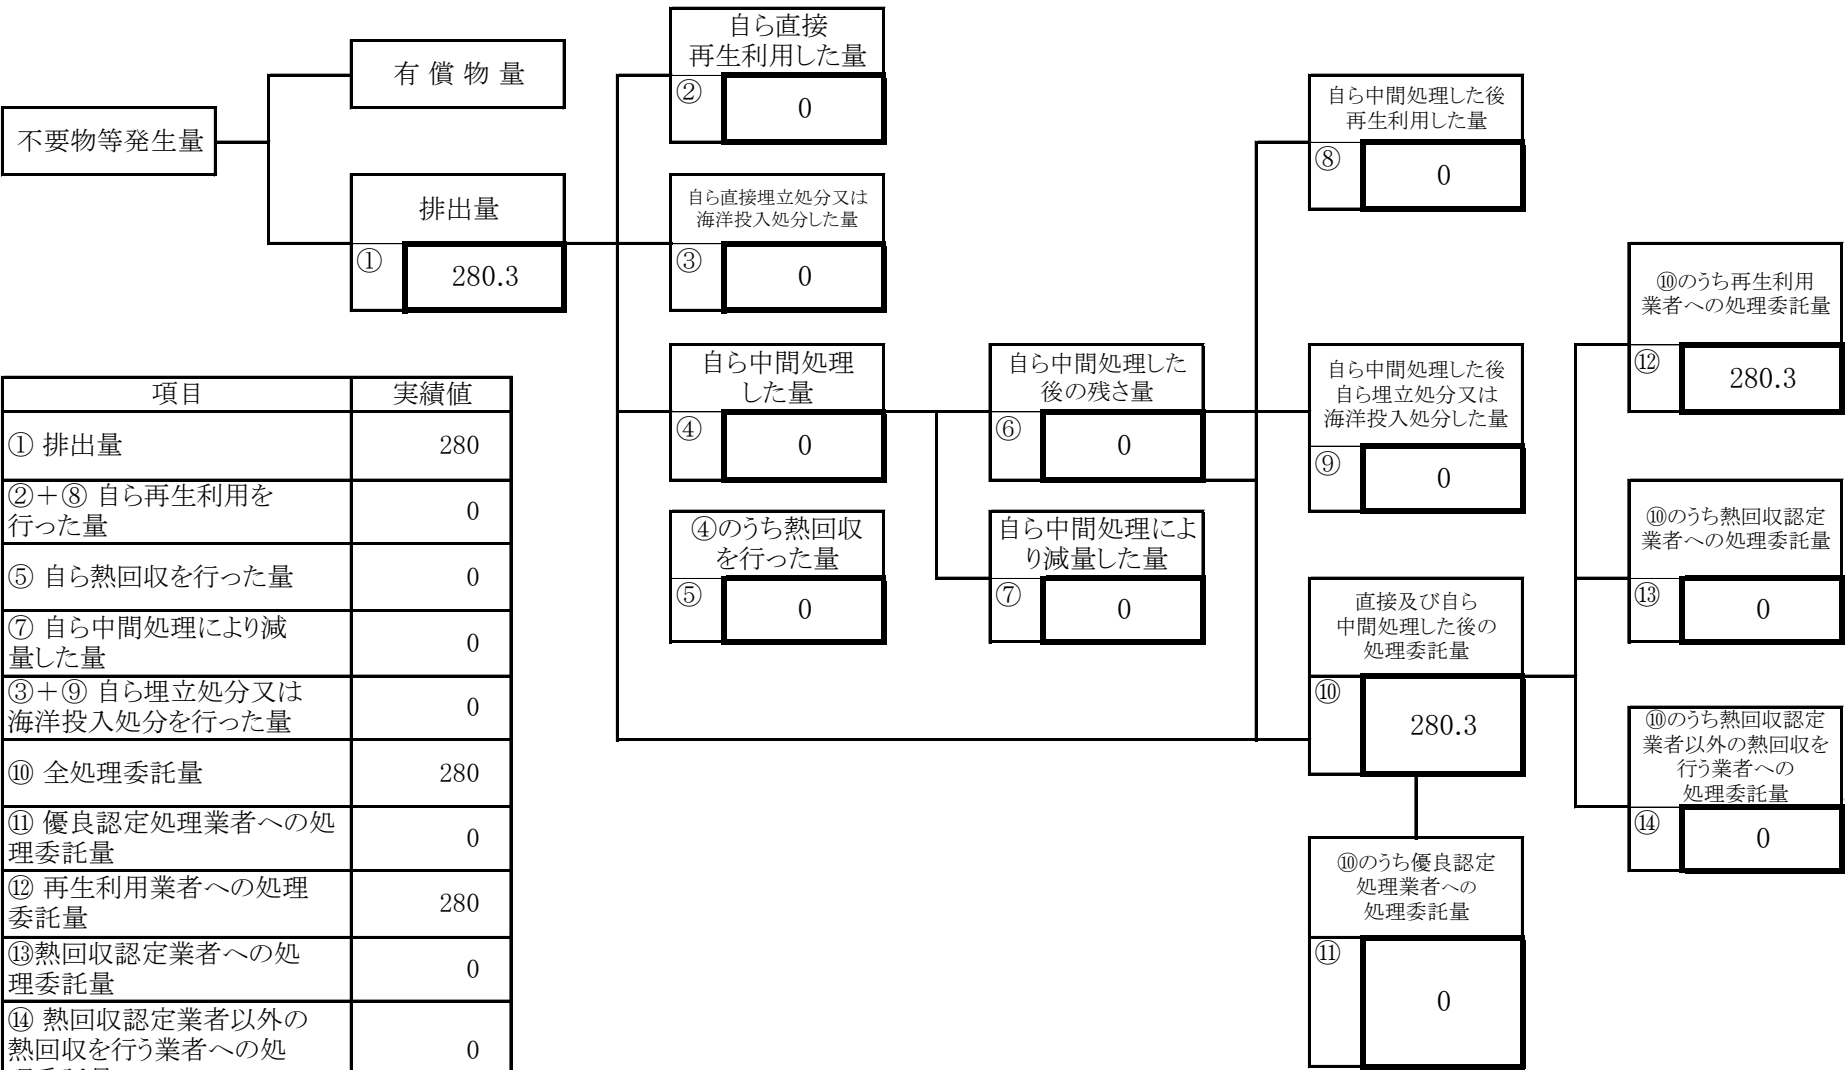 不要物等発生量
有 償 物 量
排出量
①
280.3
自ら直接
再生利用した量
②
0
自ら直接埋立処分又は
海洋投入処分した量
③
0
自ら中間処理
した量
④
0
④のうち熱回収
を行った量
⑤
0
自ら中間処理した
後の残さ量
⑥
0
自ら中間処理によ
り減量した量
⑦
0
自ら中間処理した後
再生利用した量
⑧
0
自ら中間処理した後
自ら埋立処分又は
海洋投入処分した量
⑨
0
直接及び自ら
中間処理した後の
処理委託量
⑩
280.3
⑩のうち優良認定
処理業者への
処理委託量
⑪
0
⑩のうち再生利用
業者への処理委託量
⑫
280.3
⑩のうち熱回収認定
業者への処理委託量
⑬
0
⑩のうち熱回収認定
業者以外の熱回収を
行う業者への
処理委託量
⑭
0
項目 実績値
① 排出量 280
②＋⑧ 自ら再生利用を
行った量 0
⑤ 自ら熱回収を行った量 0
⑦ 自ら中間処理により減
量した量 0
③＋⑨ 自ら埋立処分又は
海洋投入処分を行った量 0
⑩ 全処理委託量 280
⑪ 優良認定処理業者への処
理委託量 0
⑫ 再生利用業者への処理
委託量 280
⑬熱回収認定業者への処
理委託量 0
⑭ 熱回収認定業者以外の
熱回収を行う業者への処 0